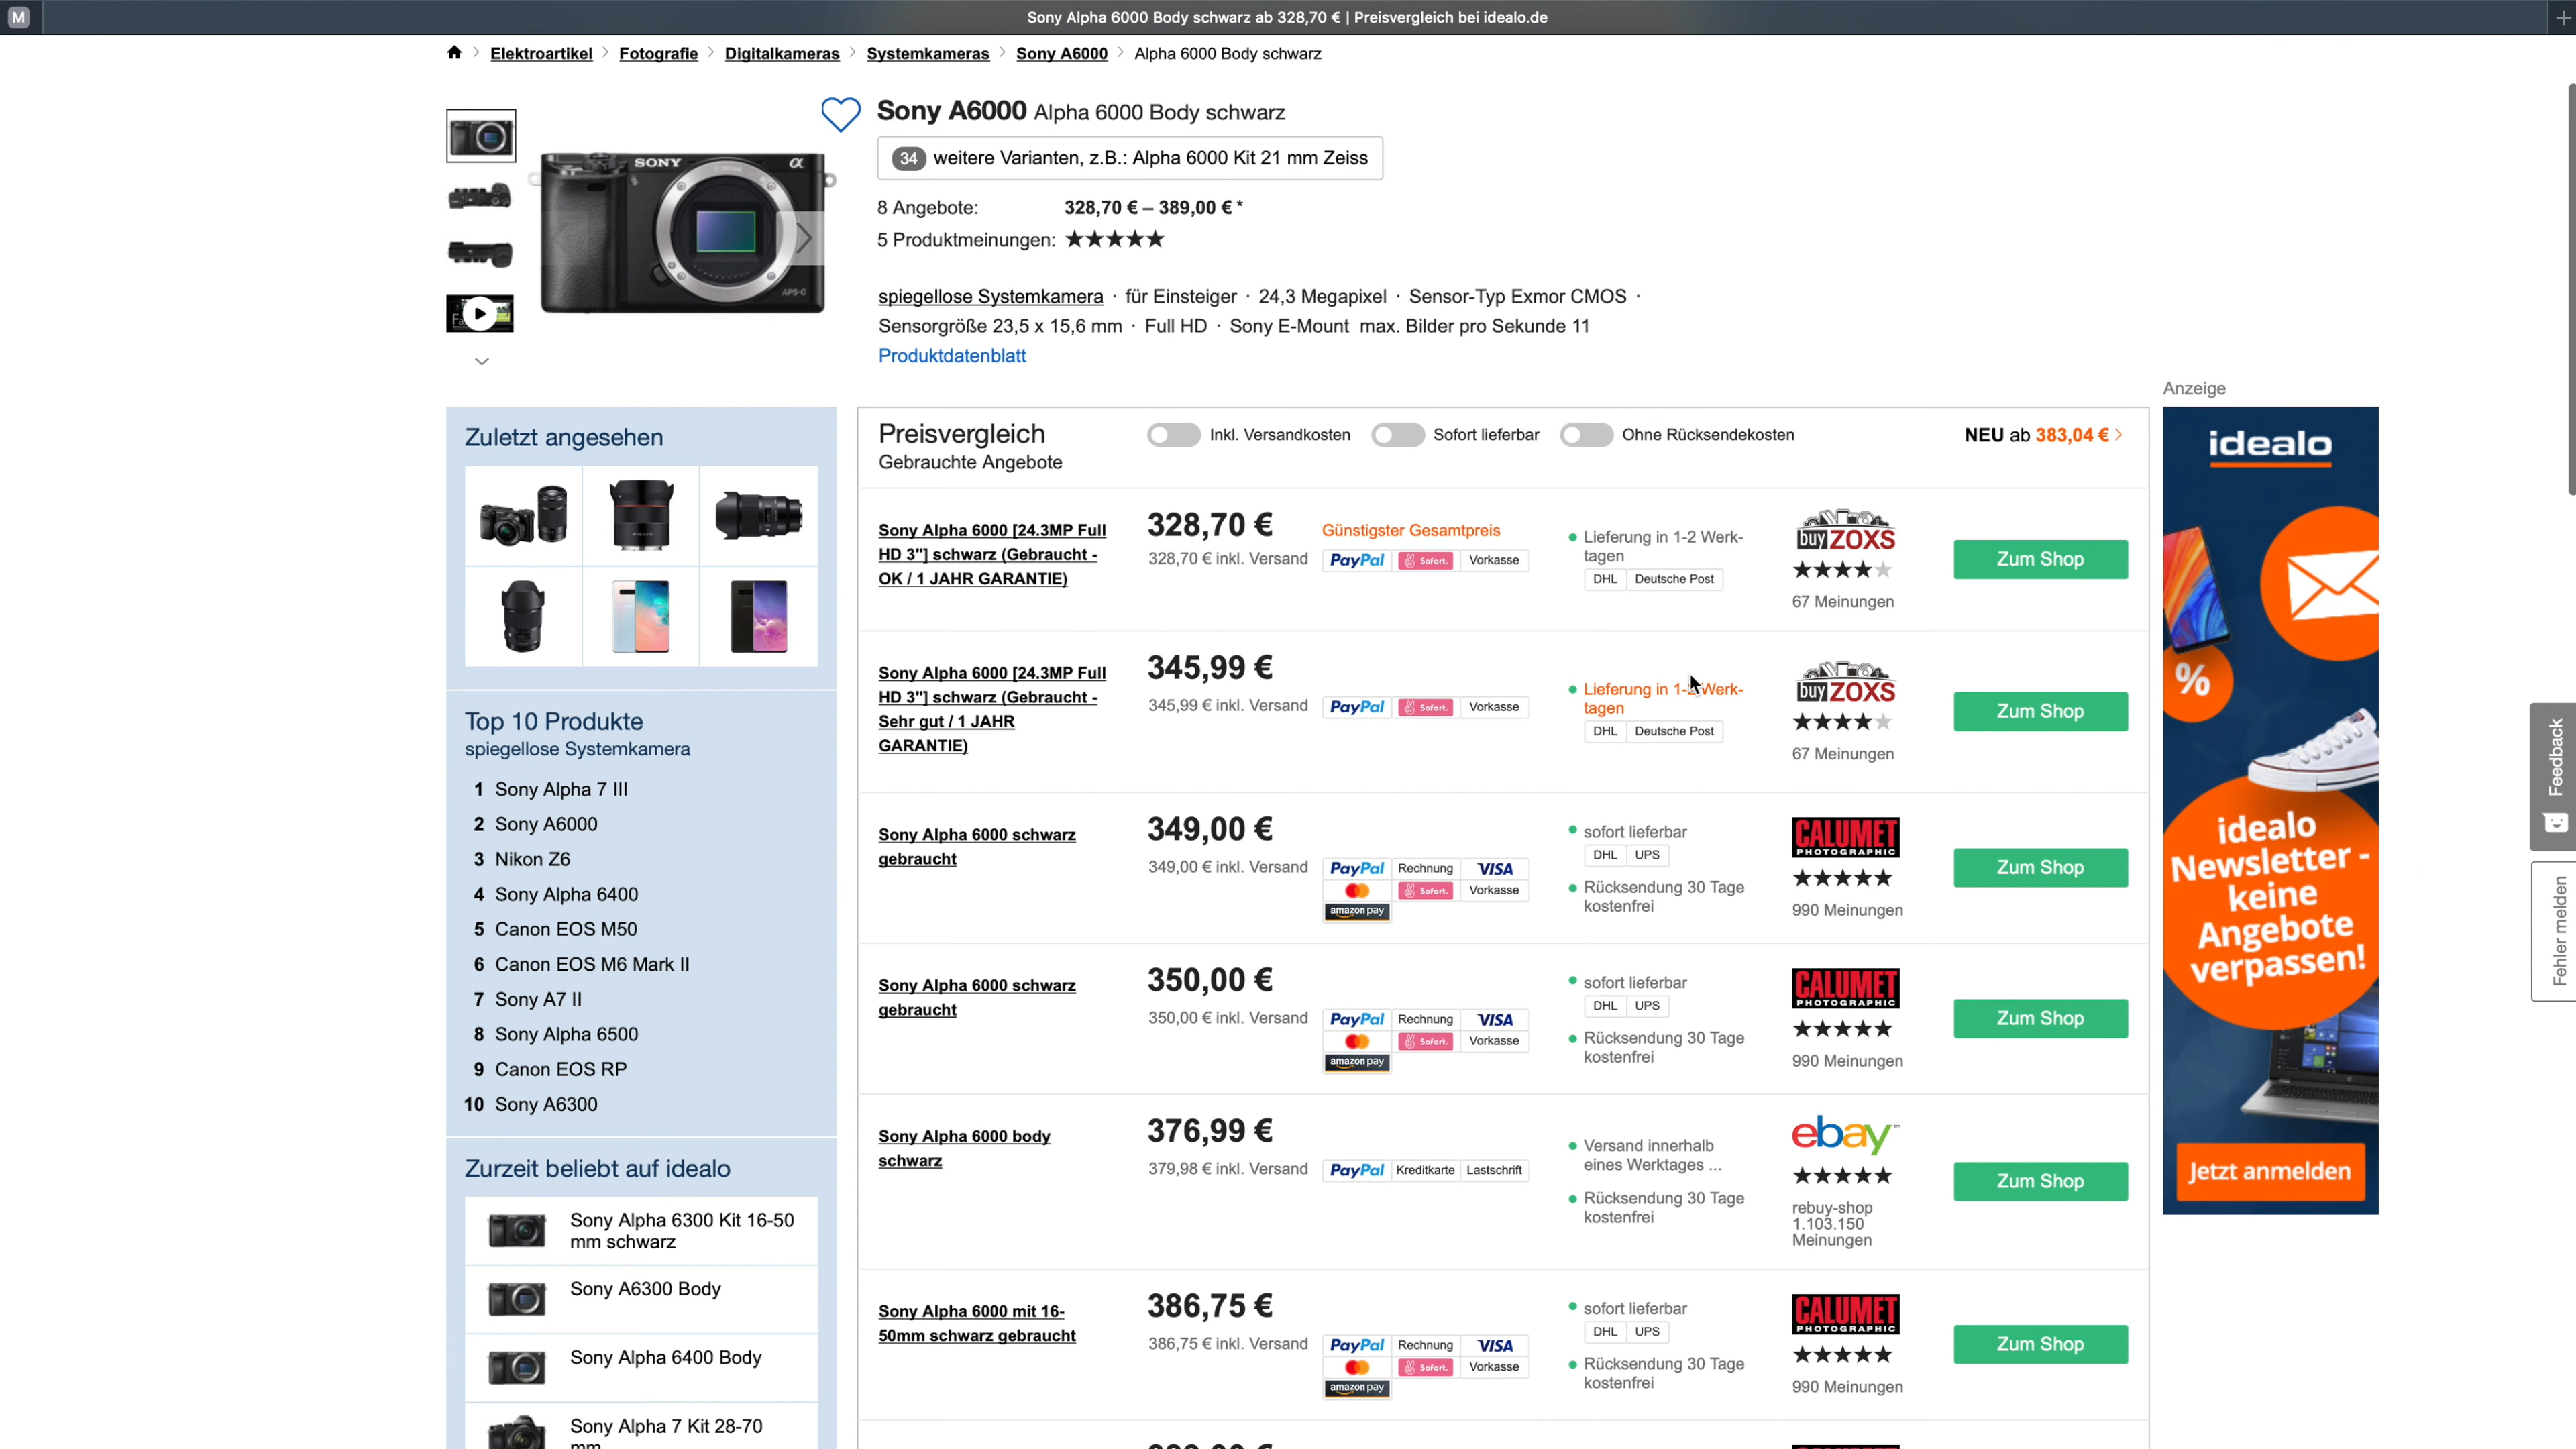 M
Sony Alpha 6000 Body schwarz ab 328,70 € | Preisvergleich bei idealo.de
Elektroartikel > Fotografie > Digitalkameras > Systemkameras > Sony A6000 > Alpha 6000 Body schwarz
SONY
α
APS-C
Sony A6000 Alpha 6000 Body schwarz
34 weitere Varianten, z.B.: Alpha 6000 Kit 21 mm Zeiss
8 Angebote: 328,70 € – 389,00 € *
5 Produktmeinungen: ★★★★★
spiegellose Systemkamera · für Einsteiger · 24,3 Megapixel · Sensor-Typ Exmor CMOS ·
Sensorgröße 23,5 x 15,6 mm · Full HD · Sony E-Mount max. Bilder pro Sekunde 11
Produktdatenblatt
Zuletzt angesehen
Top 10 Produkte
spiegellose Systemkamera
1 Sony Alpha 7 III
2 Sony A6000
3 Nikon Z6
4 Sony Alpha 6400
5 Canon EOS M50
6 Canon EOS M6 Mark II
7 Sony A7 II
8 Sony Alpha 6500
9 Canon EOS RP
10 Sony A6300
Zurzeit beliebt auf idealo
Sony Alpha 6300 Kit 16-50
mm schwarz
Sony A6300 Body
Sony Alpha 6400 Body
Sony Alpha 7 Kit 28-70
Preisvergleich
Gebrauchte Angebote
Inkl. Versandkosten
Sofort lieferbar
Ohne Rücksendekosten
NEU ab 383,04 € >
Sony Alpha 6000 [24.3MP Full
HD 3"] schwarz (Gebraucht -
OK / 1 JAHR GARANTIE)
328,70 €
328,70 € inkl. Versand
Günstigster Gesamtpreis
PayPal Sofort. Vorkasse
Lieferung in 1-2 Werk-
tagen
DHL Deutsche Post
buyZOXS
67 Meinungen
Zum Shop
Sony Alpha 6000 [24.3MP Full
HD 3"] schwarz (Gebraucht -
Sehr gut / 1 JAHR
GARANTIE)
345,99 €
345,99 € inkl. Versand
PayPal Sofort. Vorkasse
Lieferung in 1-2 Werk-
tagen
DHL Deutsche Post
buyZOXS
67 Meinungen
Zum Shop
Sony Alpha 6000 schwarz
gebraucht
349,00 €
349,00 € inkl. Versand
PayPal Rechnung VISA
Sofort. Vorkasse
amazon pay
sofort lieferbar
DHL UPS
Rücksendung 30 Tage
kostenfrei
CALUMET
PHOTOGRAPHIC
990 Meinungen
Zum Shop
Sony Alpha 6000 schwarz
gebraucht
350,00 €
350,00 € inkl. Versand
PayPal Rechnung VISA
Sofort. Vorkasse
amazon pay
sofort lieferbar
DHL UPS
Rücksendung 30 Tage
kostenfrei
CALUMET
PHOTOGRAPHIC
990 Meinungen
Zum Shop
Sony Alpha 6000 body
schwarz
376,99 €
379,98 € inkl. Versand
PayPal Kreditkarte Lastschrift
Versand innerhalb
eines Werktages ...
Rücksendung 30 Tage
kostenfrei
ebay
rebuy-shop
1.103.150
Meinungen
Zum Shop
Sony Alpha 6000 mit 16-
50mm schwarz gebraucht
386,75 €
386,75 € inkl. Versand
PayPal Rechnung VISA
Sofort. Vorkasse
amazon pay
sofort lieferbar
DHL UPS
Rücksendung 30 Tage
kostenfrei
CALUMET
PHOTOGRAPHIC
990 Meinungen
Zum Shop
Anzeige
idealo
%
idealo
Newsletter -
keine
Angebote
verpassen!
Jetzt anmelden
Feedback
Fehler melden